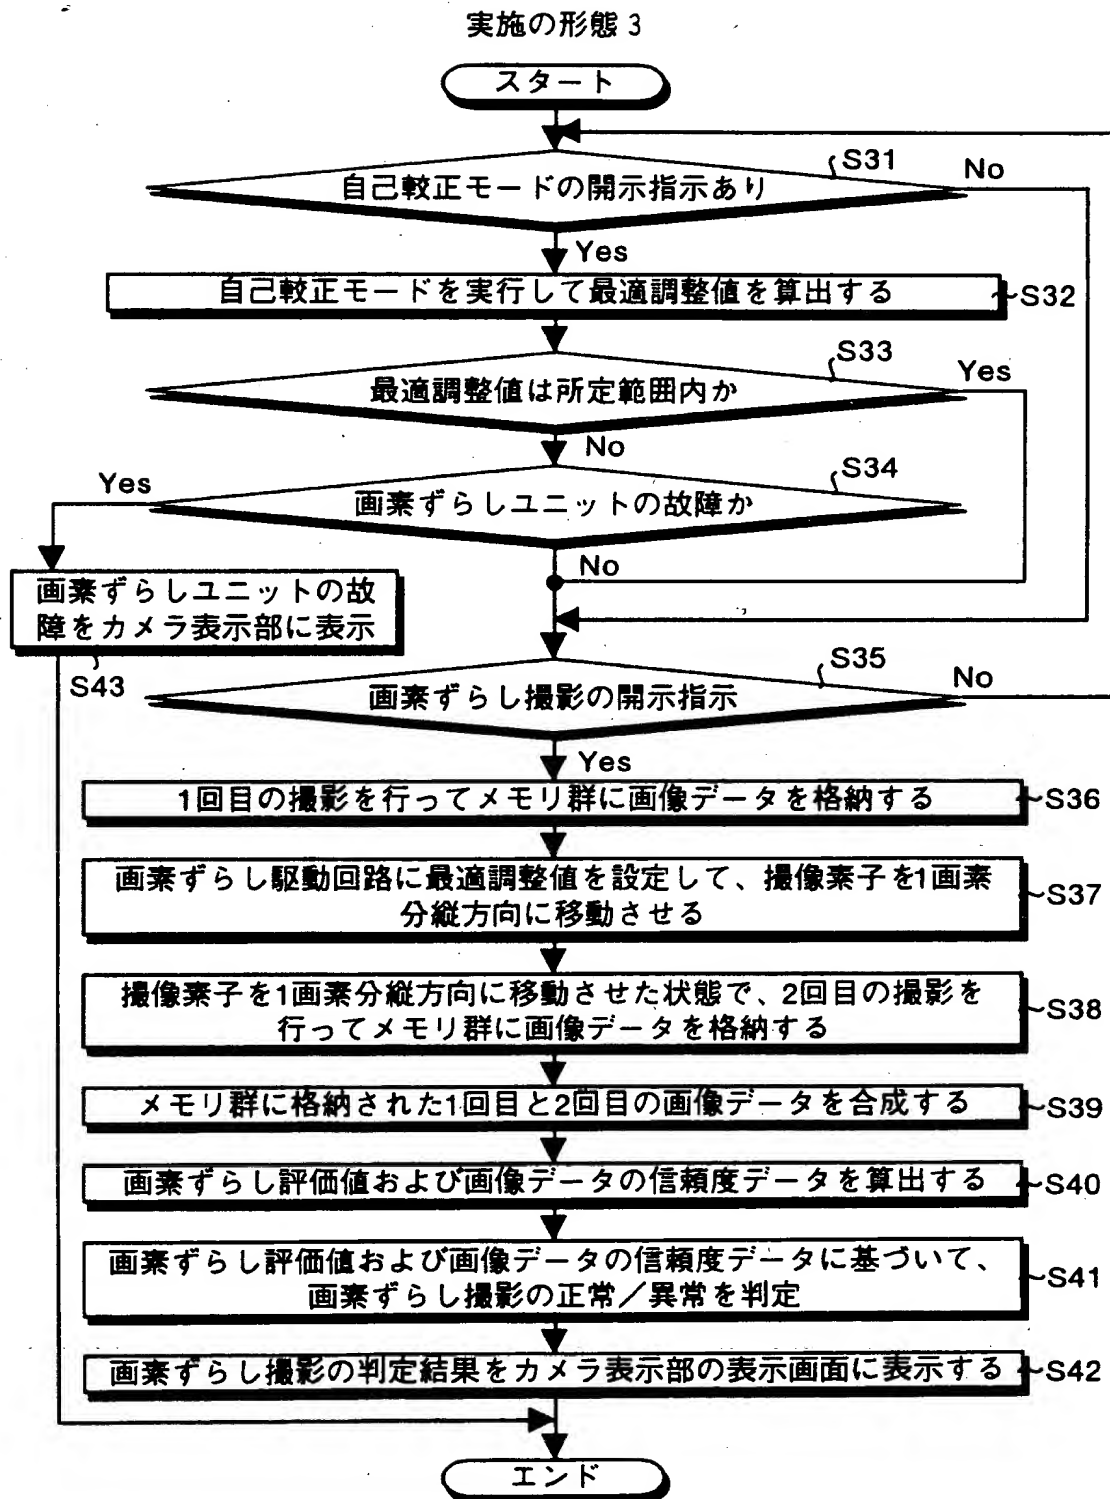 実施の形態 3
スタート
S31
No
自己較正モードの開示指示あり
Yes
自己較正モードを実行して最適調整値を算出する
S32
S33
Yes
最適調整値は所定範囲内か
No
S34
Yes
画素ずらしユニットの故障か
No
画素ずらしユニットの故
障をカメラ表示部に表示
S43
S35
No
画素ずらし撮影の開示指示
Yes
1回目の撮影を行ってメモリ群に画像データを格納する
S36
画素ずらし駆動回路に最適調整値を設定して、撮像素子を1画素
分縦方向に移動させる
S37
撮像素子を1画素分縦方向に移動させた状態で、2回目の撮影を
行ってメモリ群に画像データを格納する
S38
メモリ群に格納された1回目と2回目の画像データを合成する
S39
画素ずらし評価値および画像データの信頼度データを算出する
S40
画素ずらし評価値および画像データの信頼度データに基づいて、
画素ずらし撮影の正常／異常を判定
S41
画素ずらし撮影の判定結果をカメラ表示部の表示画面に表示する
S42
エンド